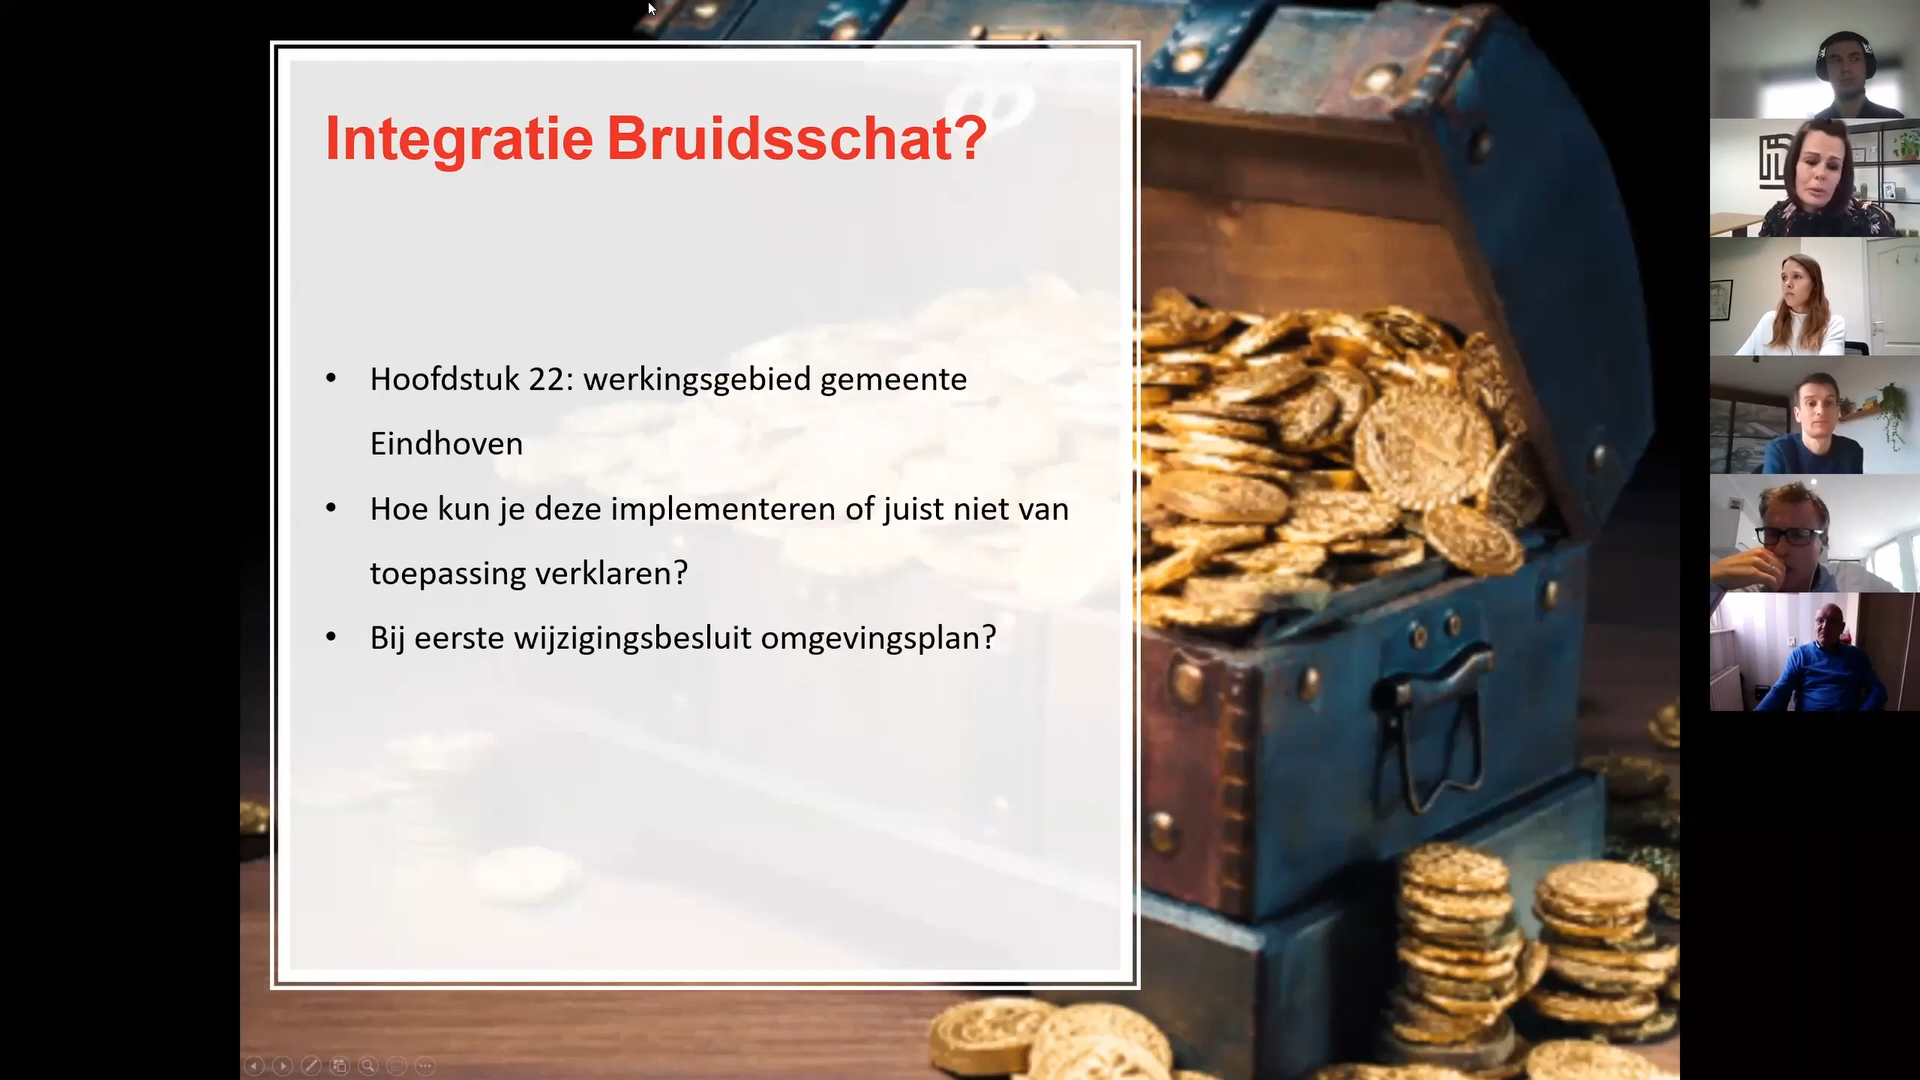 Integratie Bruidsschat?
• Hoofdstuk 22: werkingsgebied gemeente
Eindhoven
• Hoe kun je deze implementeren of juist niet van
toepassing verklaren?
• Bij eerste wijzigingsbesluit omgevingsplan?